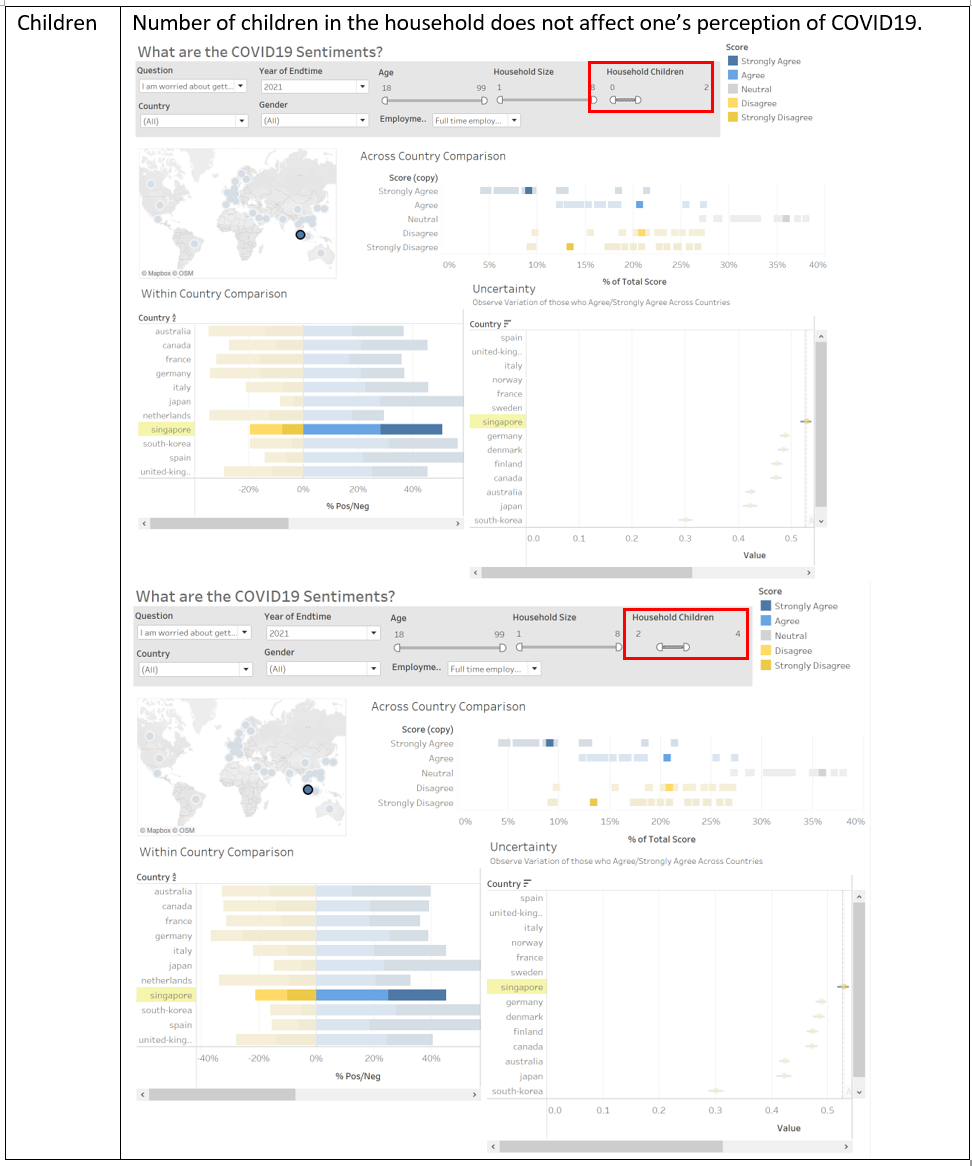 Children
Number of children in the household does not affect one's perception of COVID19.
What are the COVID19 Sentiments?
Question
Year of Endtime
Age
Household Size
Household Children
I am worried about gett...
2021
18 99
1 8
0 2
Country
Gender
Employme..
Full time employ...
(All)
(All)
Score
Strongly Agree
Agree
Neutral
Disagree
Strongly Disagree
© Mapbox © OSM
Across Country Comparison
Score (copy)
Strongly Agree
Agree
Neutral
Disagree
Strongly Disagree
0% 5% 10% 15% 20% 25% 30% 35% 40%
% of Total Score
Within Country Comparison
Country
australia
canada
france
germany
italy
japan
netherlands
singapore
south-korea
spain
united-king..
-20% 0% 20% 40%
% Pos/Neg
Uncertainty
Observe Variation of those who Agree/Strongly Agree Across Countries
Country
spain
united-king..
italy
norway
france
sweden
singapore
germany
denmark
finland
canada
australia
japan
south-korea
0.0 0.1 0.2 0.3 0.4 0.5
Value
What are the COVID19 Sentiments?
Question
Year of Endtime
Age
Household Size
Household Children
I am worried about gett...
2021
18 99
1 8
2 4
Country
Gender
Employme..
Full time employ...
(All)
(All)
Score
Strongly Agree
Agree
Neutral
Disagree
Strongly Disagree
© Mapbox © OSM
Across Country Comparison
Score (copy)
Strongly Agree
Agree
Neutral
Disagree
Strongly Disagree
0% 5% 10% 15% 20% 25% 30% 35% 40%
% of Total Score
Within Country Comparison
Country
australia
canada
france
germany
italy
japan
netherlands
singapore
south-korea
spain
united-king..
-40% -20% 0% 20% 40%
% Pos/Neg
Uncertainty
Observe Variation of those who Agree/Strongly Agree Across Countries
Country
spain
united-king..
italy
norway
france
sweden
singapore
germany
denmark
finland
canada
australia
japan
south-korea
0.0 0.1 0.2 0.3 0.4 0.5
Value